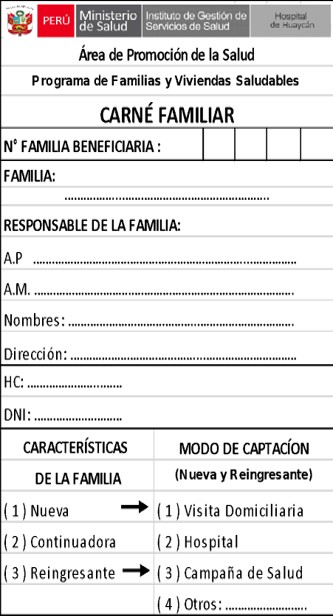 PERÚ Ministerio de Salud Instituto de Gestión de Servicios de Salud Hospital de Huaycán
Área de Promoción de la Salud
Programa de Familias y Viviendas Saludables
CARNÉ FAMILIAR
N° FAMILIA BENEFICIARIA :
FAMILIA:
..............................................................
RESPONSABLE DE LA FAMILIA:
A.P ..............................................................
A.M. ..............................................................
Nombres: ..............................................................
Dirección: ..............................................................
HC: .............................
DNI: ...........................
CARACTERÍSTICAS DE LA FAMILIA
MODO DE CAPTACÍON
(Nueva y Reingresante)
( 1 ) Nueva → ( 1 ) Visita Domiciliaria
( 2 ) Continuadora ( 2 ) Hospital
( 3 ) Reingresante → ( 3 ) Campaña de Salud
( 4 ) Otros: .........................